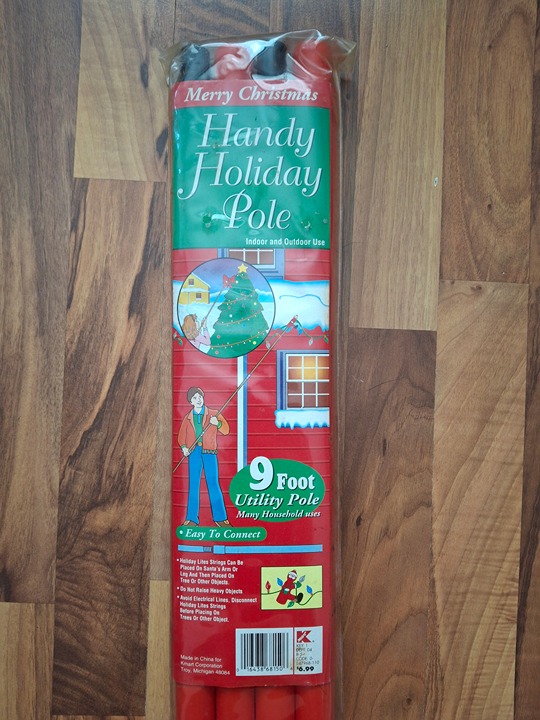 Merry Christmas
Handy
Holiday
Pole
Indoor and Outdoor Use
9 Foot
Utility Pole
Many Household uses
• Easy To Connect
• Holiday Lites Strings Can Be
Placed On Santa's Arm Or
Leg And Then Placed On
Tree Or Other Objects.
• Do Not Raise Heavy Objects
• Avoid Electrical Lines, Disconnect
Holiday Lites Strings
Before Placing On
Trees Or Other Object.
Made in China for
Kmart Corporation
Troy, Michigan 48084
K
$6.99